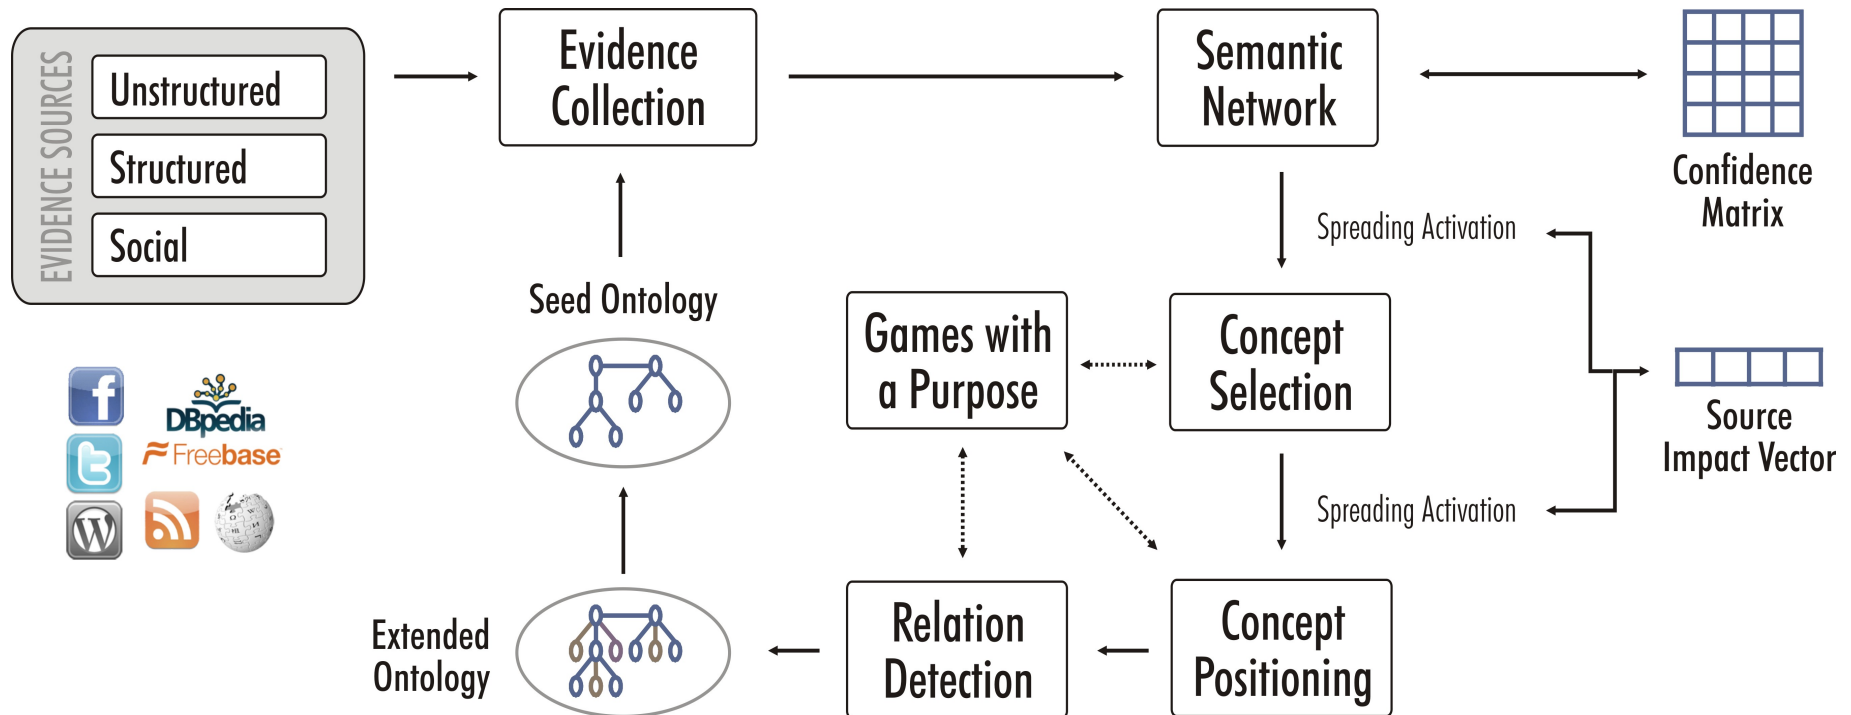 EVIDENCE SOURCES
Unstructured
Structured
Social
Evidence
Collection
Semantic
Network
Confidence
Matrix
Spreading Activation
Seed Ontology
Games with
a Purpose
Concept
Selection
Source
Impact Vector
f
DBpedia
t
Freebase
W
Spreading Activation
Extended
Ontology
Relation
Detection
Concept
Positioning